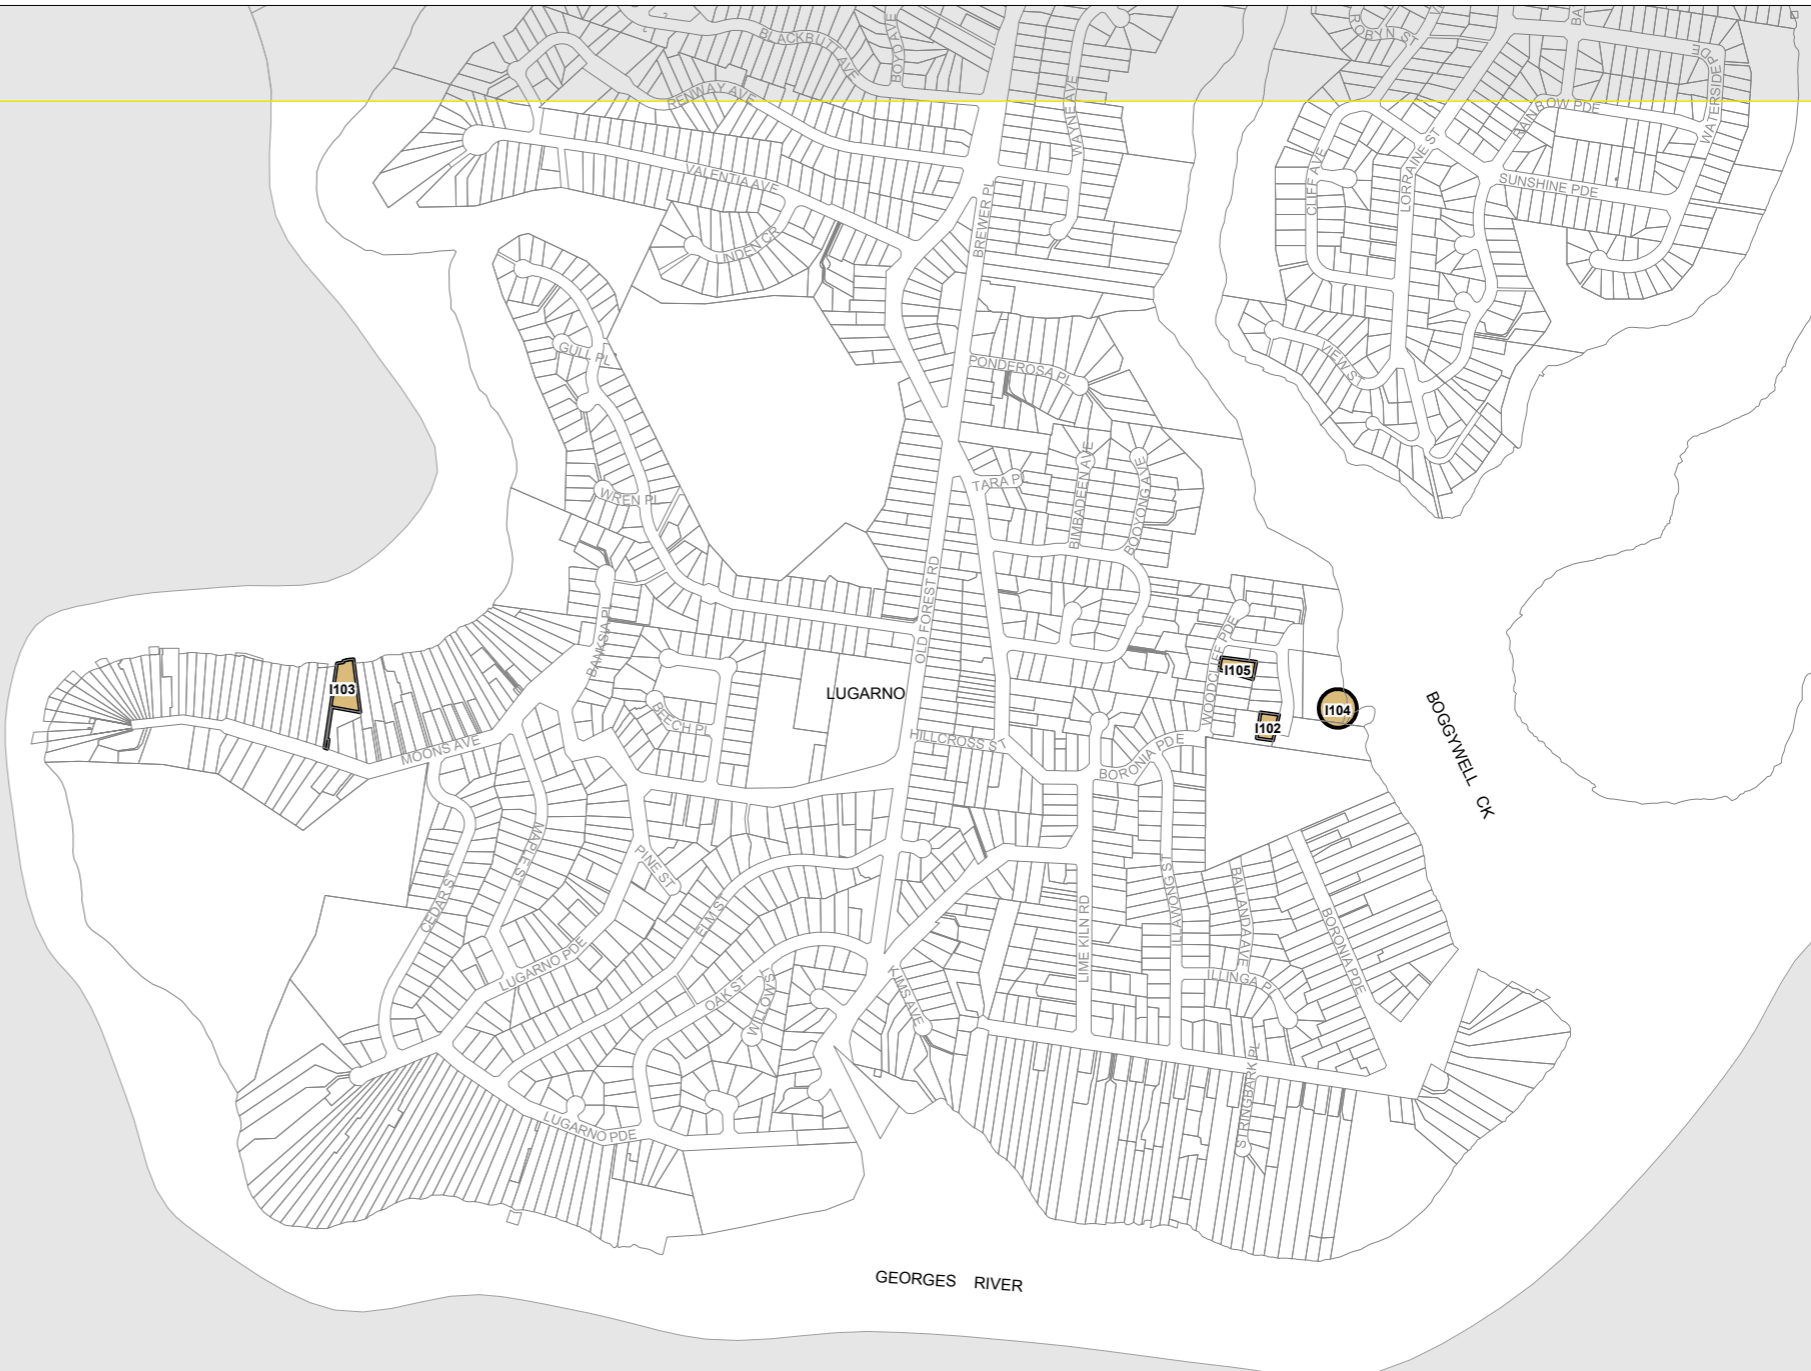 BLACKBUTT AVE
BOYD AVE
ROBYN ST
BA
WATERSIDE PDE
RENWAY AVE
WAYNE AVE
RAINBOW PDE
LORRAINE ST
VALENTIA AVE
CLIFF AVE
SUNSHINE PDE
BREWER PL
LINDEN CR
GULL PL
VIEW ST
PONDEROSA PL
TARA P
BIMBADEEN AVE
BOOYONG AVE
WREN Pl
OLD FOREST RD
BANKSIA Pl
WOODCLIFF PDE
I105
I103
LUGARNO
I104
BEECH PL
I102
BOGGYWELL CK
MOONS AVE
HILLCROSS ST
BORONIA PDE
MAPLE S
PINE ST
CEDAR ST
ELM ST
LIME KILN RD
ILLAWONG ST
BALLANDA AVE
BORONIA PDE
LUGARNO PDE
OAK ST
WILLOW ST
KIMS AVE
ILLINGA P
STRINGBARK PL
LUGARNO PDE
GEORGES RIVER